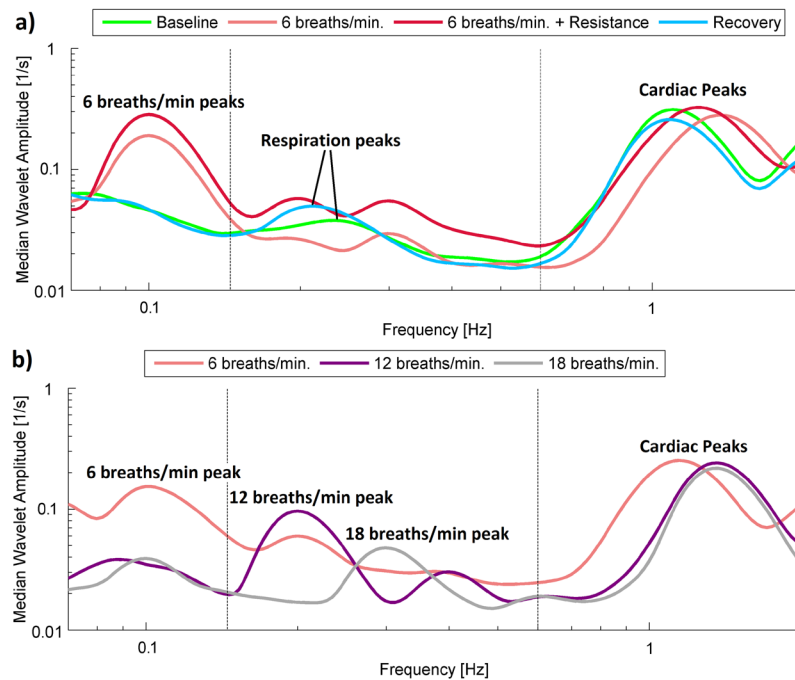 a)
Baseline 6 breaths/min. 6 breaths/min. + Resistance Recovery
Median Wavelet Amplitude [1/s]
1
0.1
0.01
6 breaths/min peaks
Respiration peaks
Cardiac Peaks
0.1 1
Frequency [Hz]
b)
6 breaths/min. 12 breaths/min. 18 breaths/min.
Median Wavelet Amplitude [1/s]
1
0.1
0.01
6 breaths/min peak
12 breaths/min peak
18 breaths/min peak
Cardiac Peaks
0.1 1
Frequency [Hz]